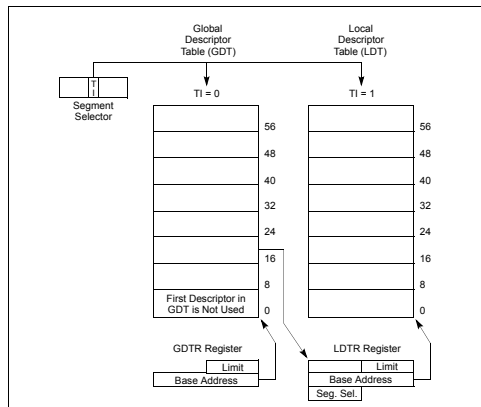 Global
Descriptor
Table (GDT)
Local
Descriptor
Table (LDT)
T
I
Segment
Selector
TI = 0
TI = 1
56
48
40
32
24
16
8
0
First Descriptor in
GDT is Not Used
56
48
40
32
24
16
8
0
GDTR Register
Limit
Base Address
LDTR Register
Limit
Base Address
Seg. Sel.